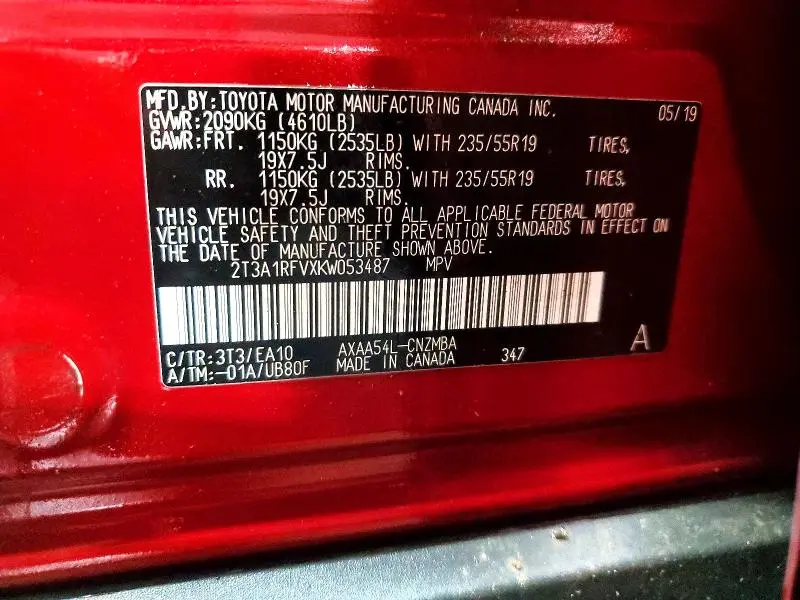 MFD.BY:TOYOTA MOTOR MANUFACTURING CANADA INC. 05/19
GVWR:2090KG (4610LB)
GAWR:FRT. 1150KG (2535LB) WITH 235/55R19 TIRES,
19X7.5J RIMS.
RR. 1150KG (2535LB) WITH 235/55R19 TIRES,
19X7.5J RIMS.
THIS VEHICLE CONFORMS TO ALL APPLICABLE FEDERAL MOTOR
VEHICLE SAFETY AND THEFT PREVENTION STANDARDS IN EFFECT ON
THE DATE OF MANUFACTURE SHOWN ABOVE.
2T3A1RFVXKW053487 MPV
C/TR:3T3/EA10 AXAA54L-CNZMBA 347 A
A/TM:-01A/UB80F MADE IN CANADA